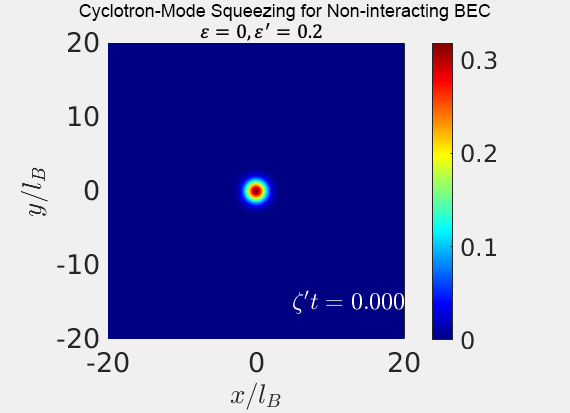 Cyclotron-Mode Squeezing for Non-interacting BEC
ε = 0, ε′ = 0.2
20
10
0
-10
-20
y/l_B
-20 0 20
x/l_B
ζ′t = 0.000
0.3
0.2
0.1
0